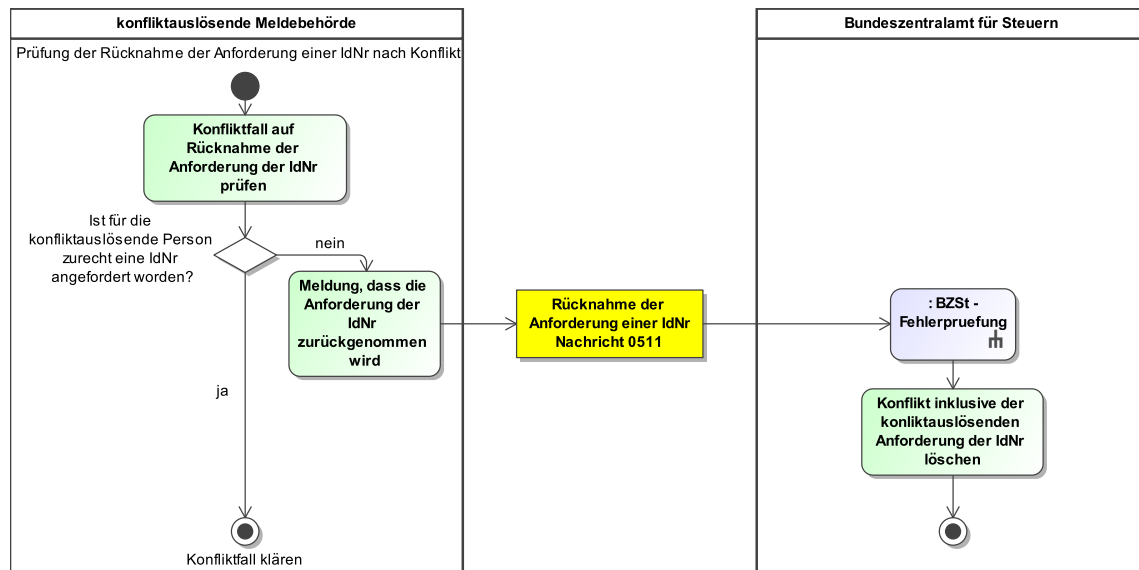 konfliktauslösende Meldebehörde
Bundeszentralamt für Steuern
Prüfung der Rücknahme der Anforderung einer IdNr nach Konflikt
Konfliktfall auf
Rücknahme der
Anforderung der IdNr
prüfen
Ist für die
konfliktauslösende Person
zurecht eine IdNr
angefordert worden?
nein
Meldung, dass die
Anforderung der
IdNr
zurückgenommen
wird
Rücknahme der
Anforderung einer IdNr
Nachricht 0511
: BZSt -
Fehlerpruefung
ja
Konflikt inklusive der
konliktauslösenden
Anforderung der IdNr
löschen
Konfliktfall klären